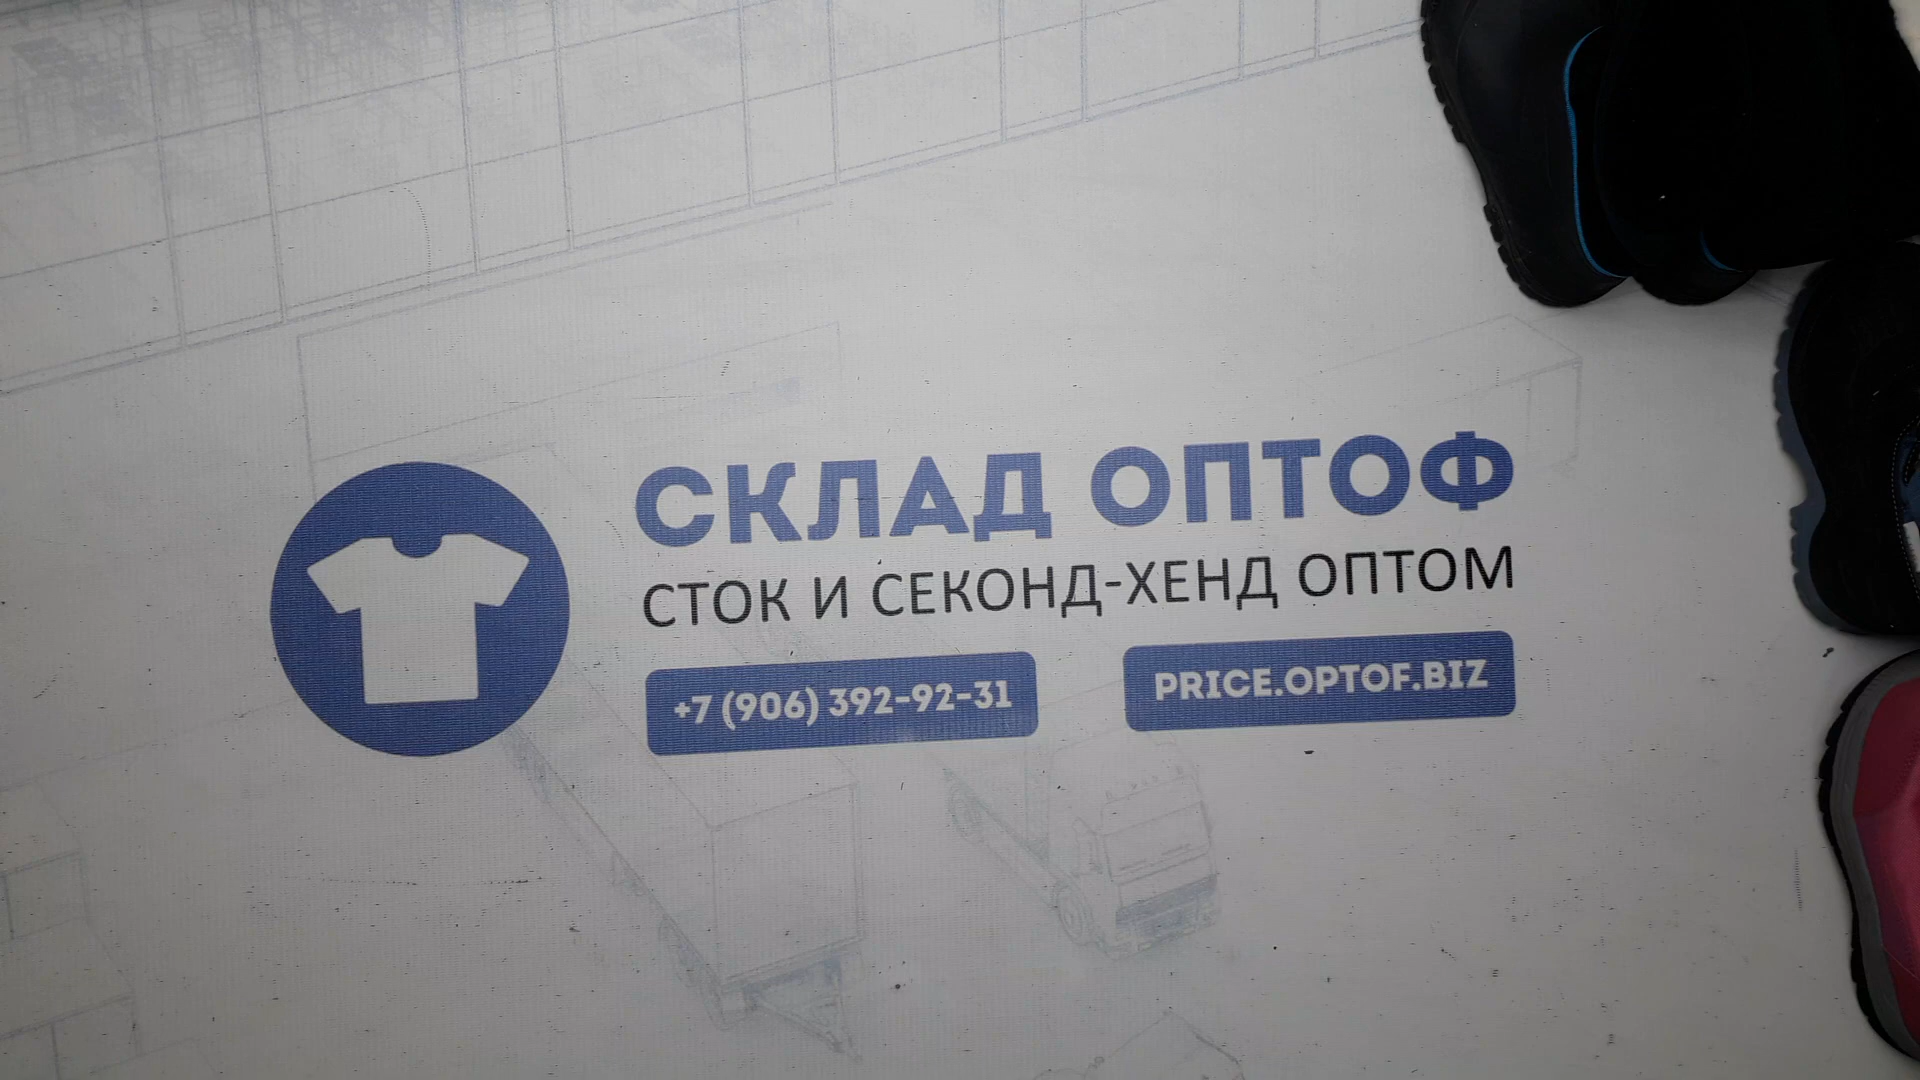 СКЛАД ОПТОФ
СТОК И СЕКОНД-ХЕНД ОПТОМ
+7 (906) 392-92-31
PRICE.OPTOF.BIZ